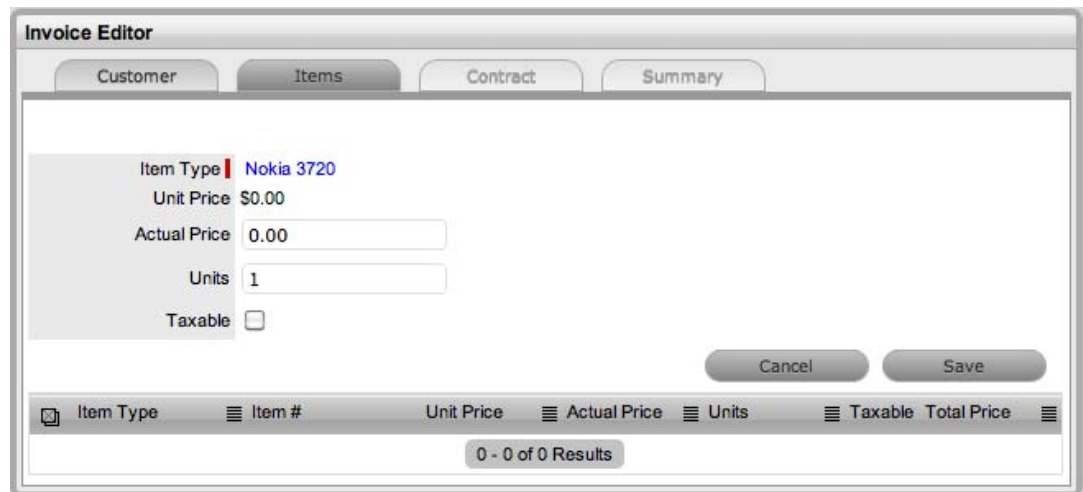 Invoice Editor
Customer Items Contract Summary
Item Type Nokia 3720
Unit Price $0.00
Actual Price 0.00
Units 1
Taxable
Cancel Save
Item Type Item # Unit Price Actual Price Units Taxable Total Price
0 - 0 of 0 Results